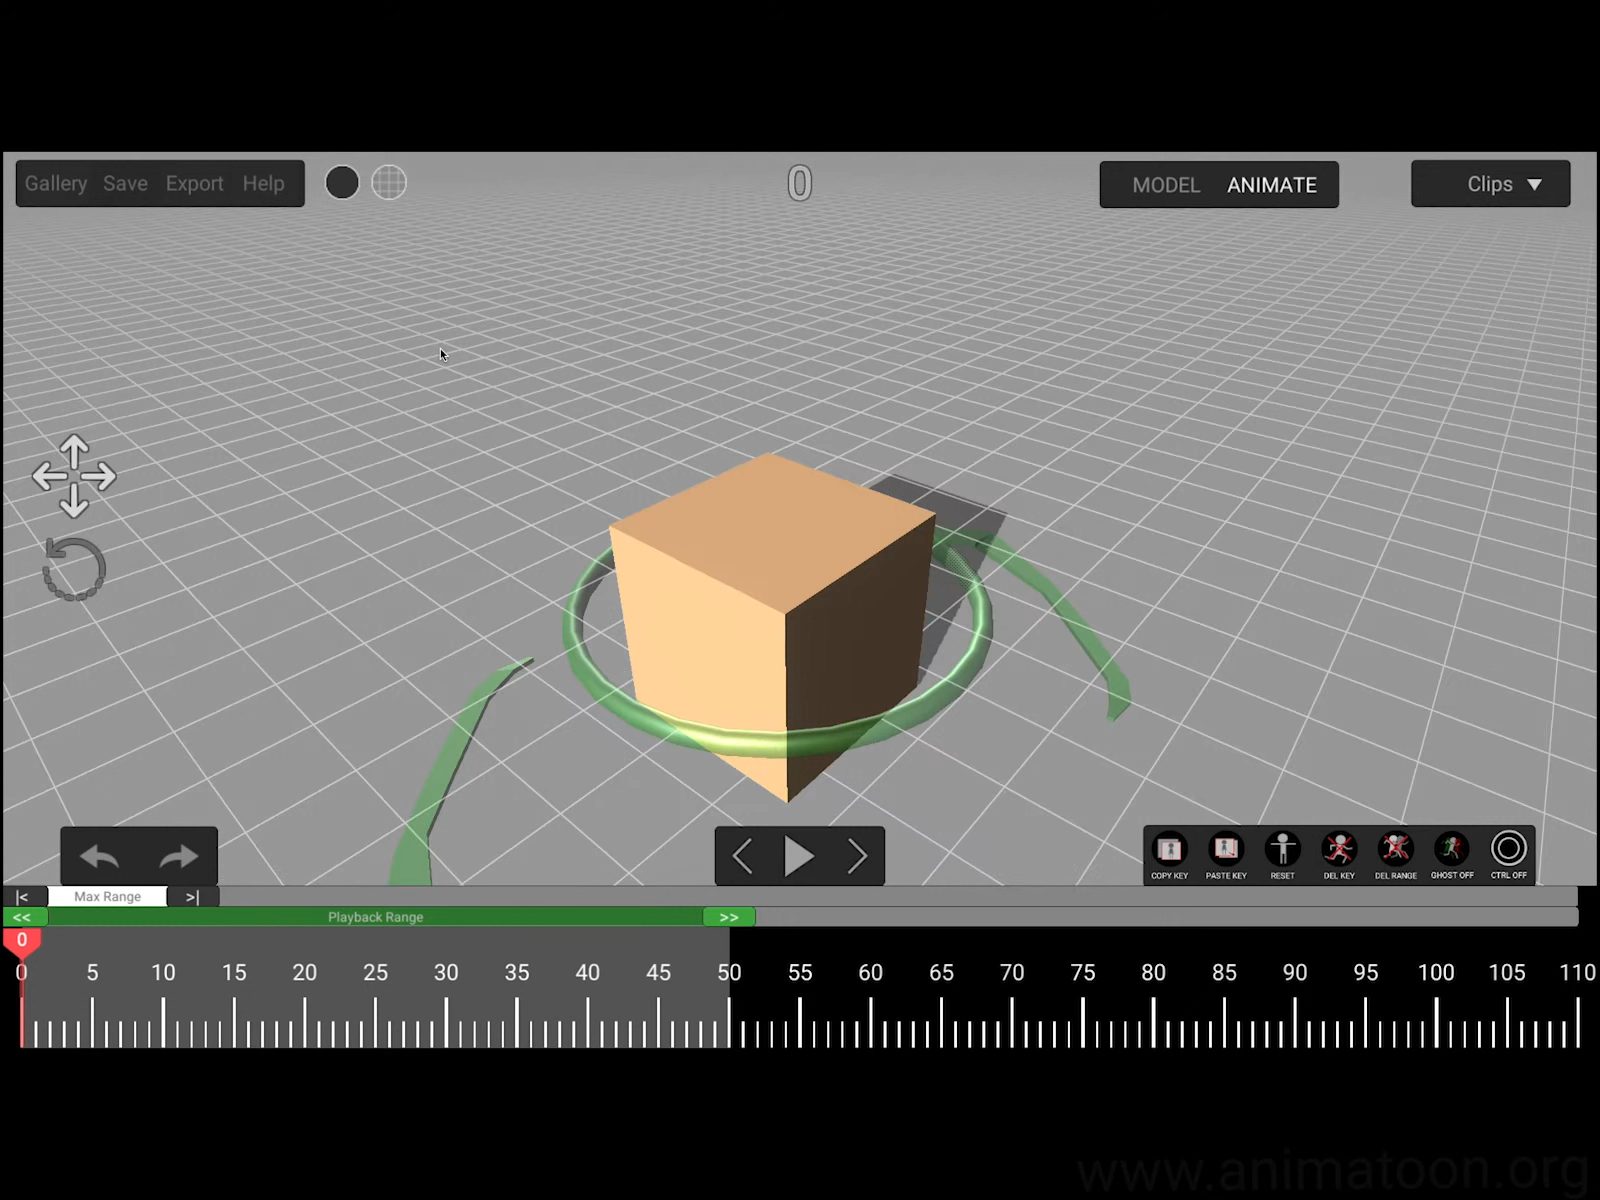 Gallery Save Export Help
0
MODEL ANIMATE
Clips
COPY KEY PASTE KEY RESET DEL KEY DEL RANGE GHOST OFF CTRL OFF
|< Max Range >|
<< Playback Range >>
0
0 5 10 15 20 25 30 35 40 45 50 55 60 65 70 75 80 85 90 95 100 105 110
www.animatoon.org